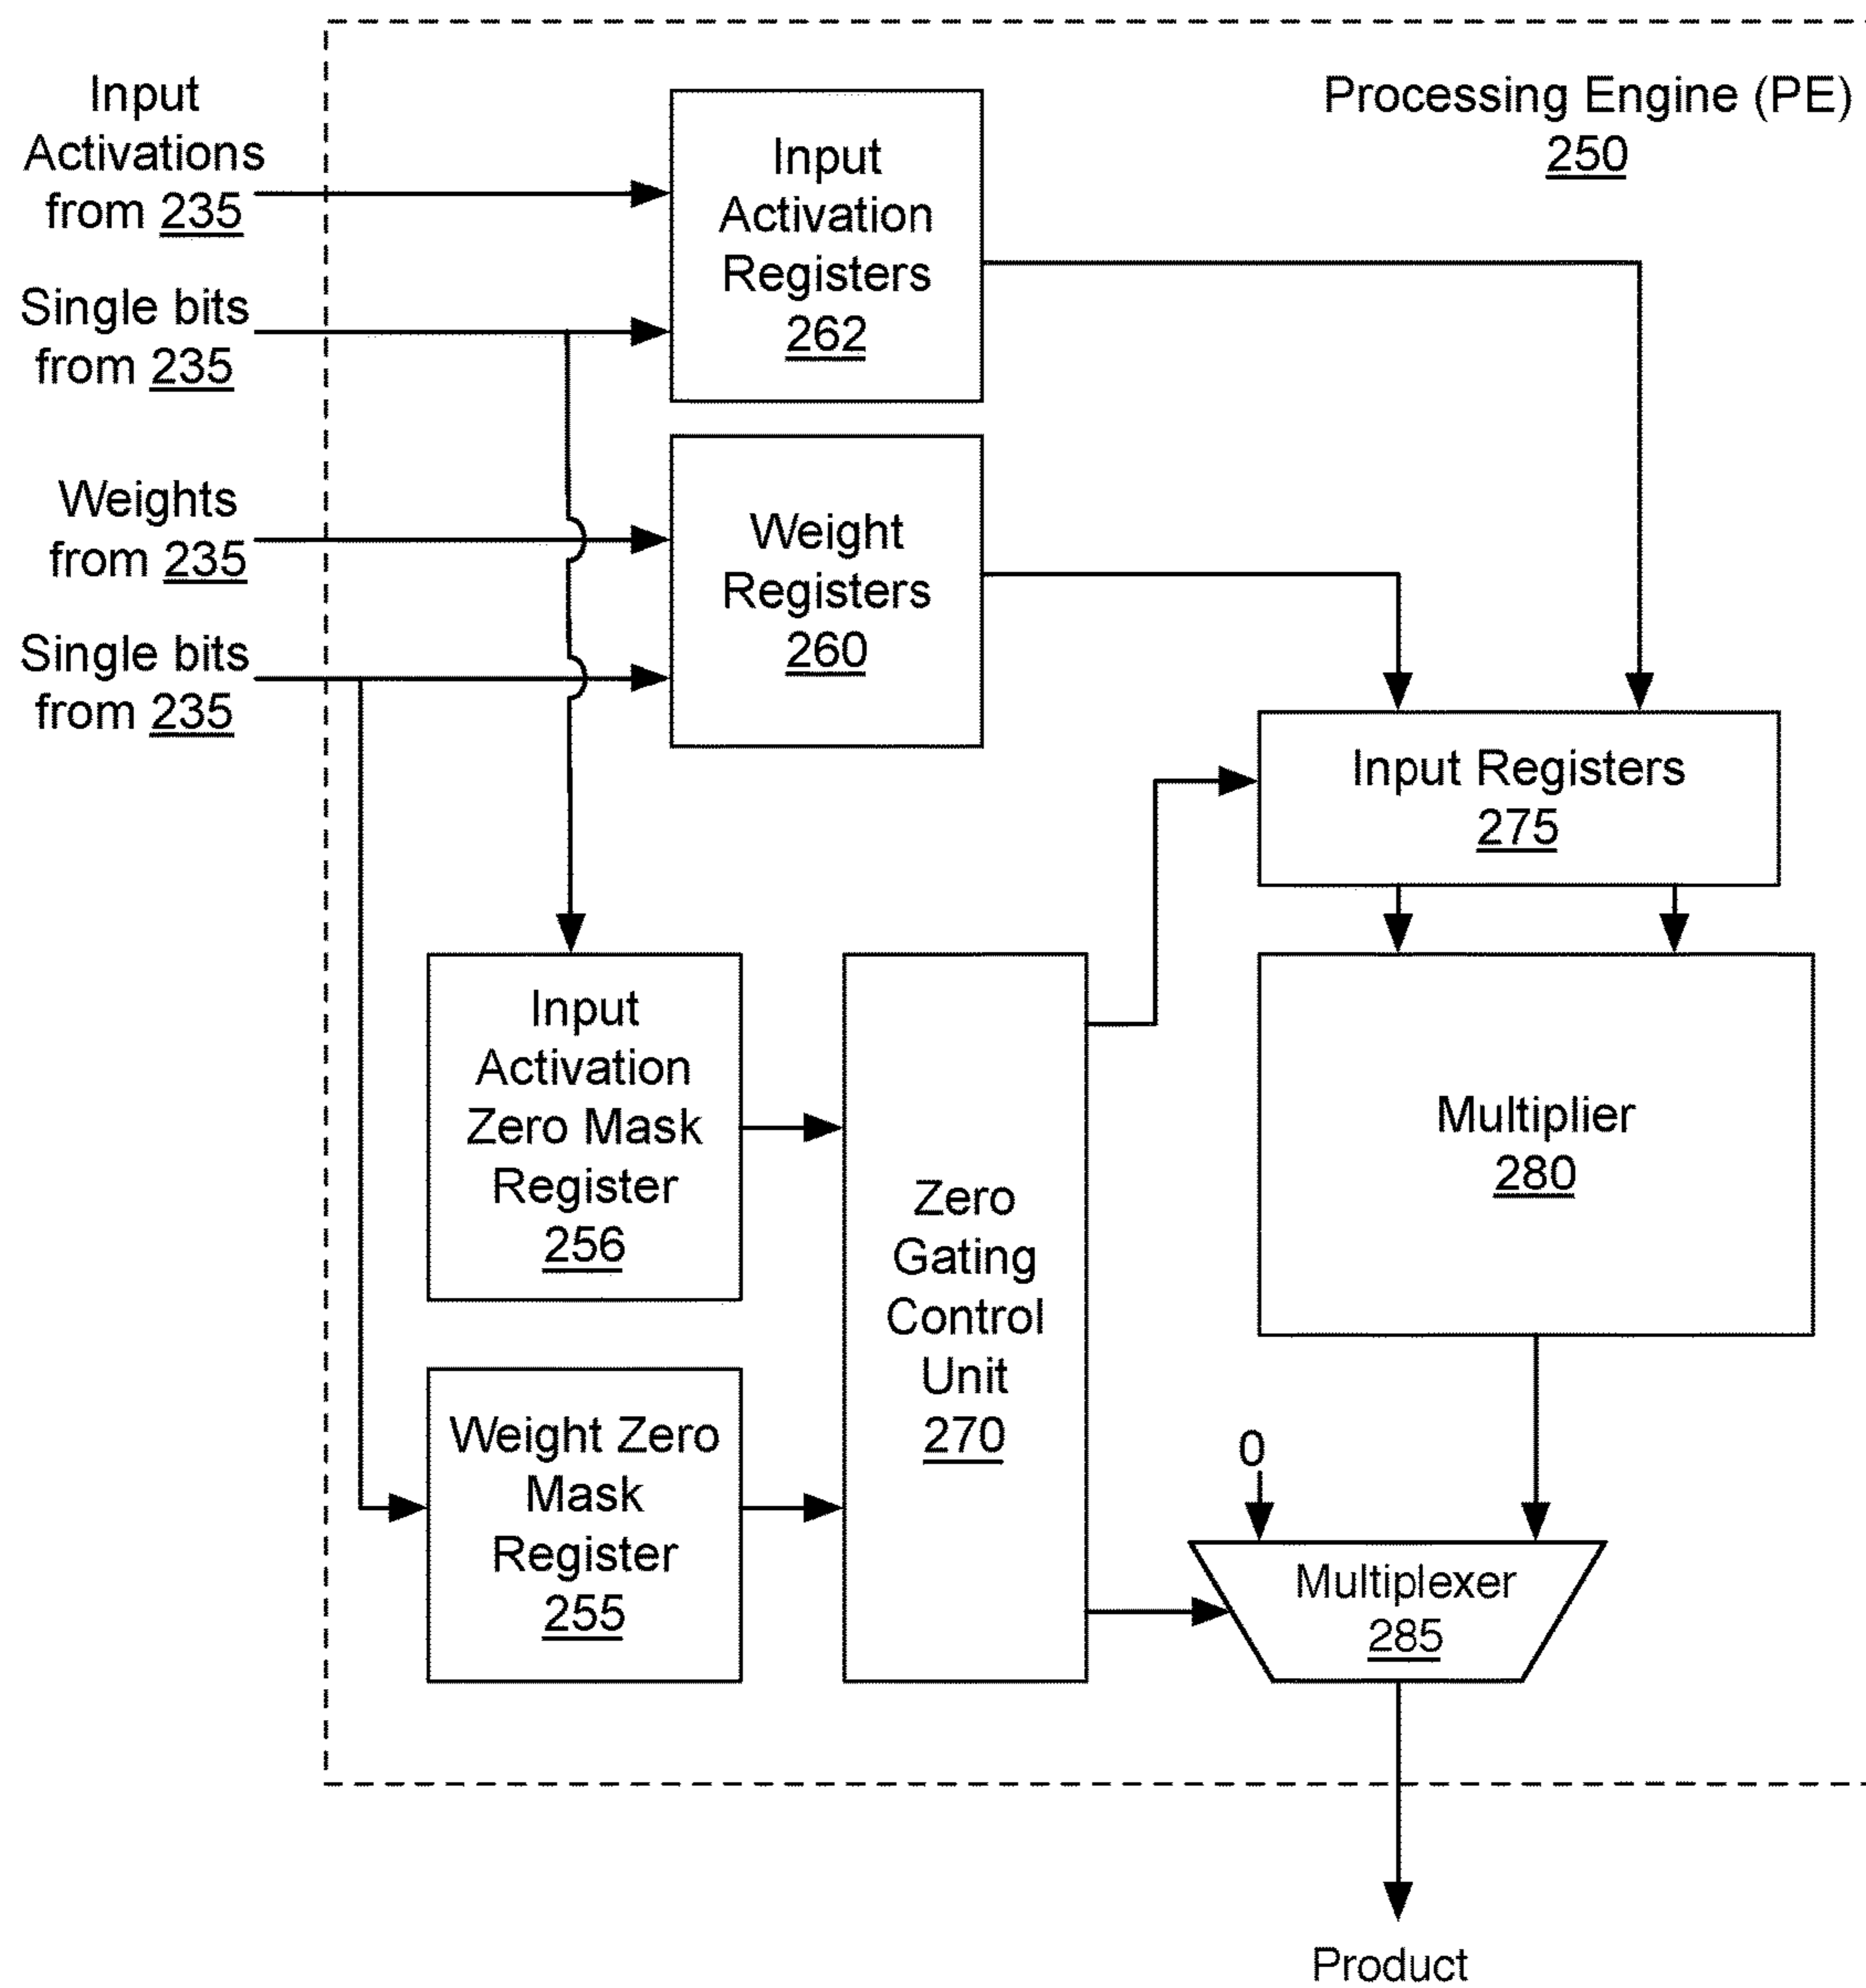 Processing Engine (PE)
250
Input
Activations
from 235
Single bits
from 235
Weights
from 235
Single bits
from 235
Input
Activation
Registers
262
Weight
Registers
260
Input Registers
275
Input
Activation
Zero Mask
Register
256
Weight Zero
Mask
Register
255
Zero
Gating
Control
Unit
270
Multiplier
280
0
Multiplexer
285
Product